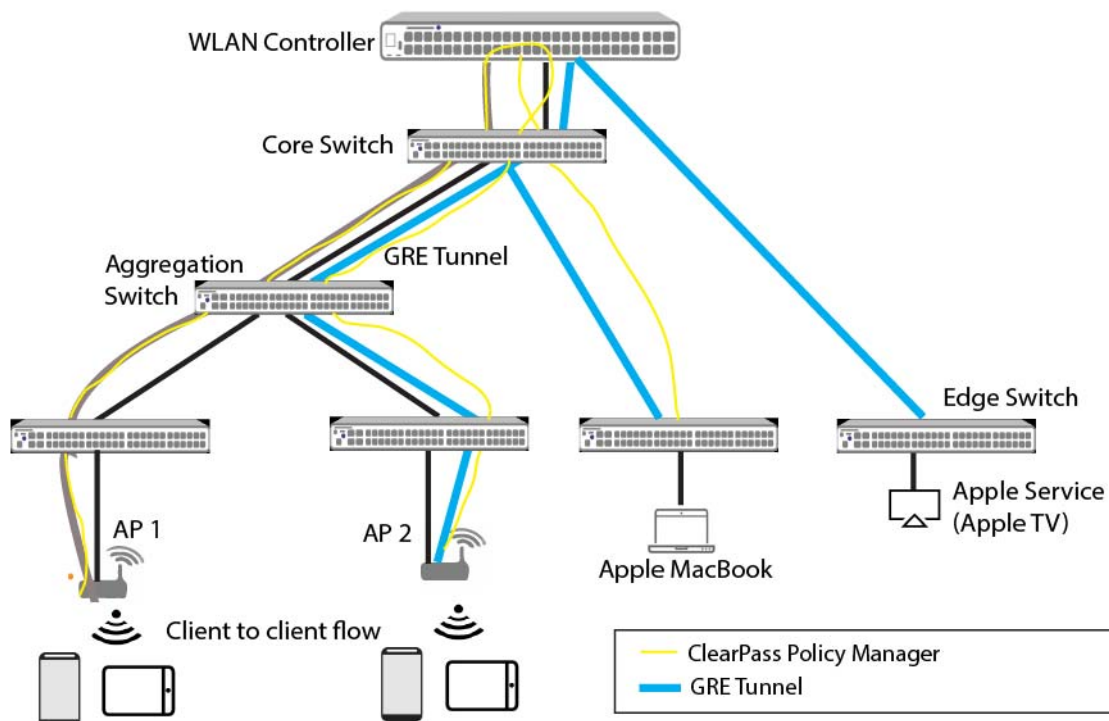 WLAN Controller
Core Switch
Aggregation
Switch
GRE Tunnel
Edge Switch
AP 1
AP 2
Apple MacBook
Apple Service
(Apple TV)
Client to client flow
ClearPass Policy Manager
GRE Tunnel